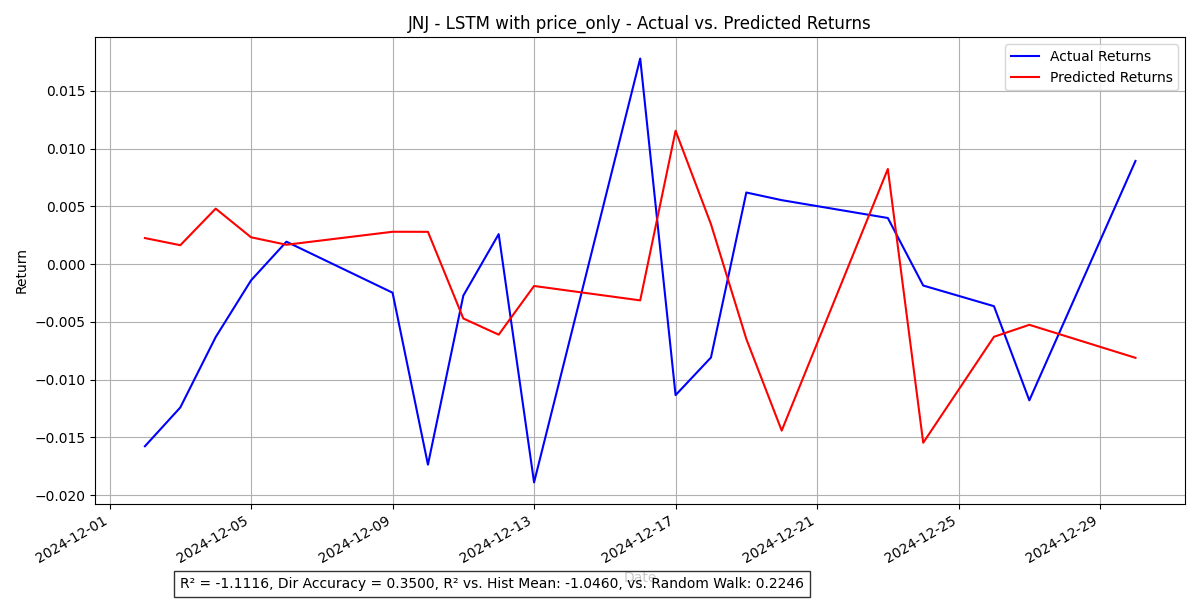 JNJ - LSTM with price_only - Actual vs. Predicted Returns
Actual Returns
Predicted Returns
Return
0.015
0.010
0.005
0.000
−0.005
−0.010
−0.015
−0.020
2024-12-01
2024-12-05
2024-12-09
2024-12-13
2024-12-17
2024-12-21
2024-12-25
2024-12-29
Date
R² = -1.1116, Dir Accuracy = 0.3500, R² vs. Hist Mean: -1.0460, vs. Random Walk: 0.2246